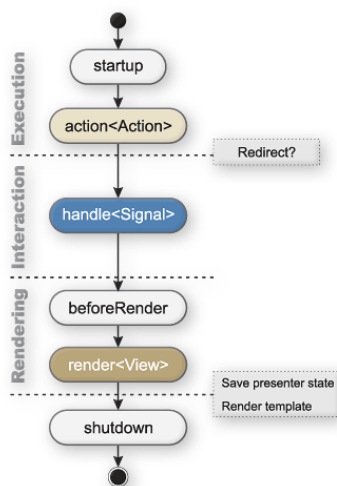 startup
action<Action>
Execution
Redirect?
Interaction
handle<Signal>
beforeRender
Rendering
render<View>
Save presenter state
Render template
shutdown